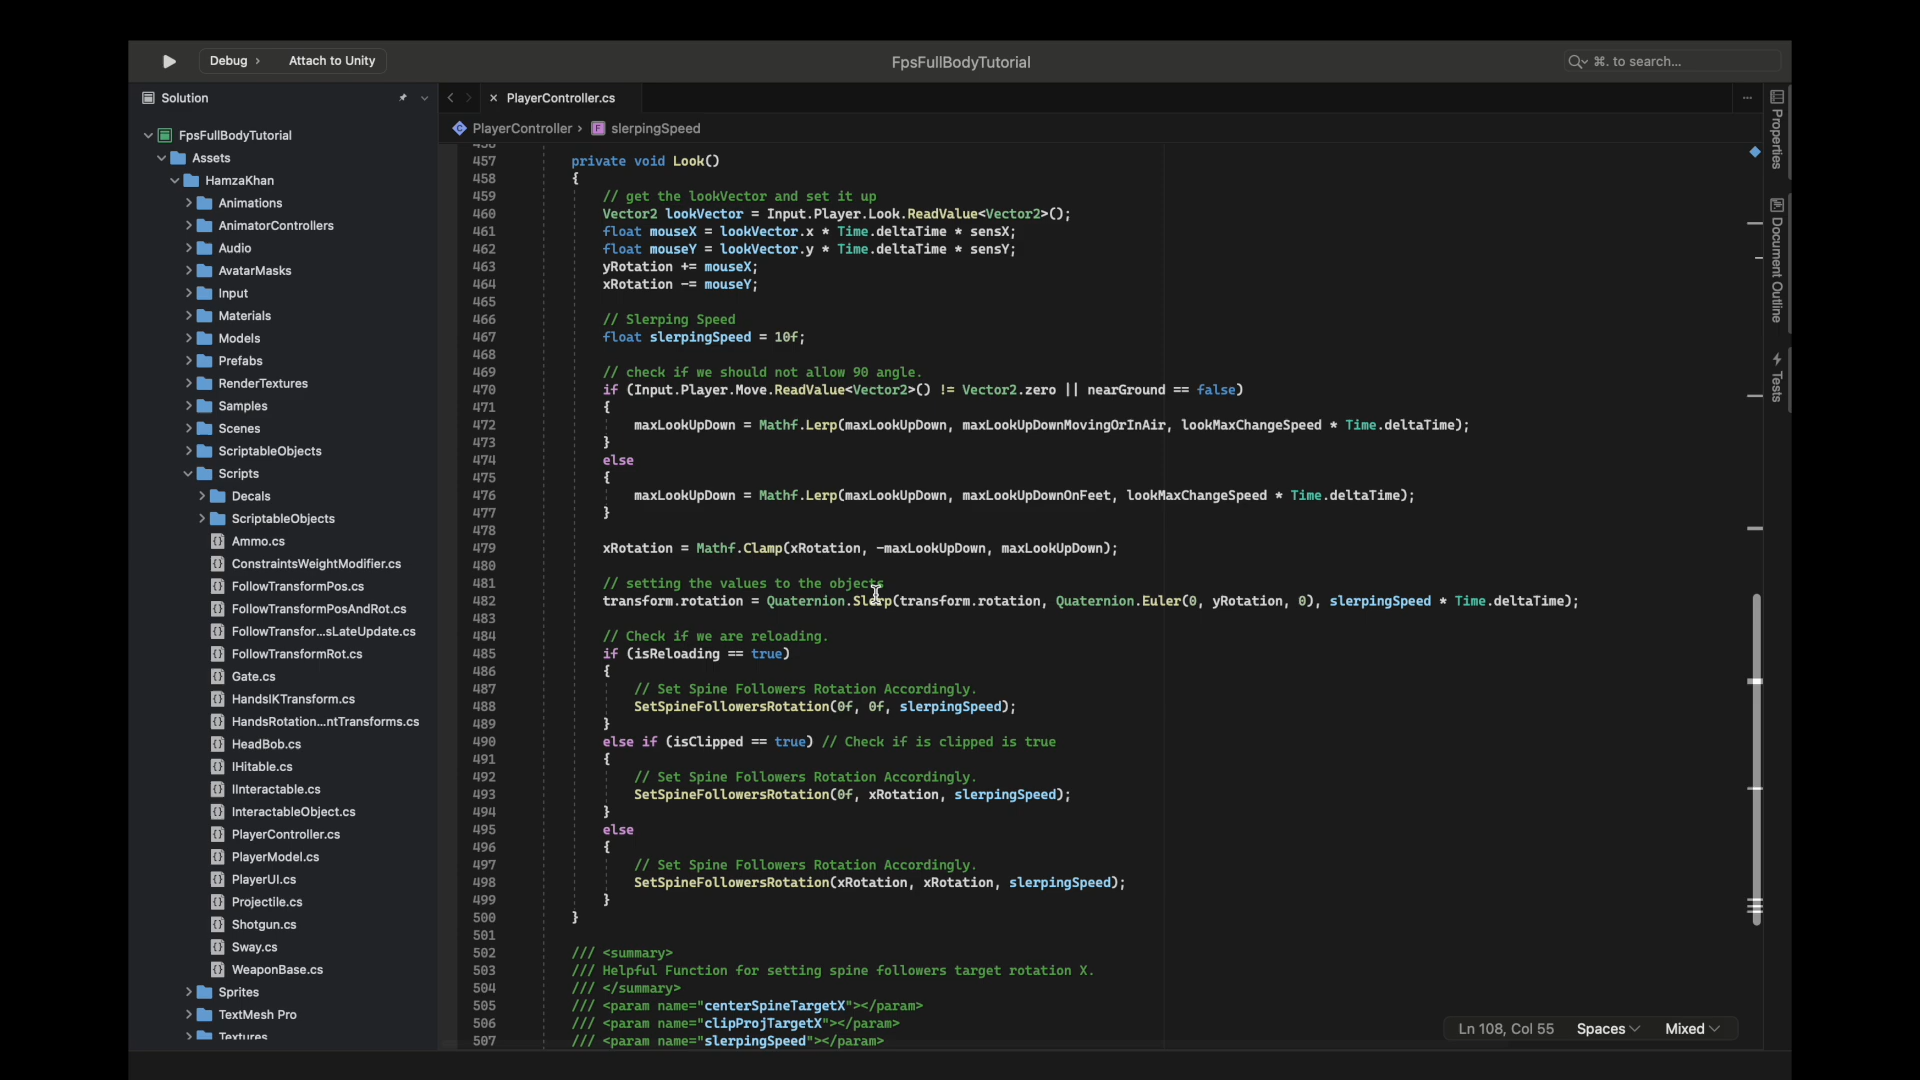 Debug › Attach to Unity
FpsFullBodyTutorial
⌘. to search...
Solution
FpsFullBodyTutorial
Assets
HamzaKhan
Animations
AnimatorControllers
Audio
AvatarMasks
Input
Materials
Models
Prefabs
RenderTextures
Samples
Scenes
ScriptableObjects
Scripts
Decals
ScriptableObjects
Ammo.cs
ConstraintsWeightModifier.cs
FollowTransformPos.cs
FollowTransformPosAndRot.cs
FollowTransfor...sLateUpdate.cs
FollowTransformRot.cs
Gate.cs
HandsIKTransform.cs
HandsRotation...ntTransforms.cs
HeadBob.cs
IHitable.cs
IInteractable.cs
InteractableObject.cs
PlayerController.cs
PlayerModel.cs
PlayerUI.cs
Projectile.cs
Shotgun.cs
Sway.cs
WeaponBase.cs
Sprites
TextMesh Pro
Textures
PlayerController.cs
PlayerController › slerpingSpeed
456
457 private void Look()
458 {
459 // get the lookVector and set it up
460 Vector2 lookVector = Input.Player.Look.ReadValue<Vector2>();
461 float mouseX = lookVector.x * Time.deltaTime * sensX;
462 float mouseY = lookVector.y * Time.deltaTime * sensY;
463 yRotation += mouseX;
464 xRotation -= mouseY;
465
466 // Slerping Speed
467 float slerpingSpeed = 10f;
468
469 // check if we should not allow 90 angle.
470 if (Input.Player.Move.ReadValue<Vector2>() != Vector2.zero || nearGround == false)
471 {
472 maxLookUpDown = Mathf.Lerp(maxLookUpDown, maxLookUpDownMovingOrInAir, lookMaxChangeSpeed * Time.deltaTime);
473 }
474 else
475 {
476 maxLookUpDown = Mathf.Lerp(maxLookUpDown, maxLookUpDownOnFeet, lookMaxChangeSpeed * Time.deltaTime);
477 }
478
479 xRotation = Mathf.Clamp(xRotation, -maxLookUpDown, maxLookUpDown);
480
481 // setting the values to the objects
482 transform.rotation = Quaternion.Slerp(transform.rotation, Quaternion.Euler(0, yRotation, 0), slerpingSpeed * Time.deltaTime);
483
484 // Check if we are reloading.
485 if (isReloading == true)
486 {
487 // Set Spine Followers Rotation Accordingly.
488 SetSpineFollowersRotation(0f, 0f, slerpingSpeed);
489 }
490 else if (isClipped == true) // Check if is clipped is true
491 {
492 // Set Spine Followers Rotation Accordingly.
493 SetSpineFollowersRotation(0f, xRotation, slerpingSpeed);
494 }
495 else
496 {
497 // Set Spine Followers Rotation Accordingly.
498 SetSpineFollowersRotation(xRotation, xRotation, slerpingSpeed);
499 }
500 }
501
502 /// <summary>
503 /// Helpful Function for setting spine followers target rotation X.
504 /// </summary>
505 /// <param name="centerSpineTargetX"></param>
506 /// <param name="clipProjTargetX"></param>
507 /// <param name="slerpingSpeed"></param>
Ln 108, Col 55 Spaces Mixed
Properties
Document Outline
Tests